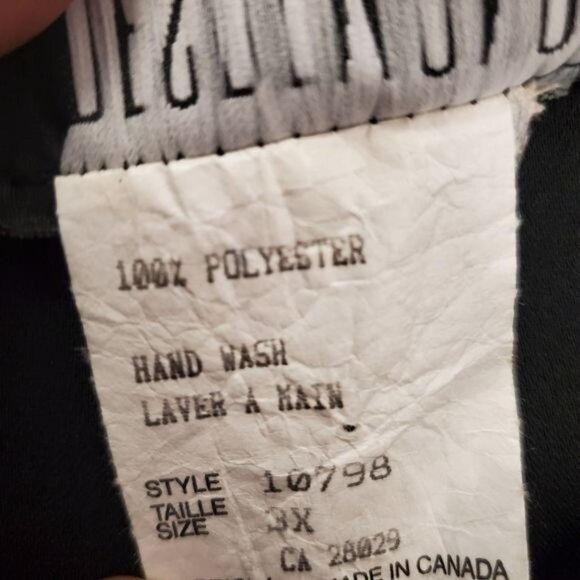 100% POLYESTER
HAND WASH
LAVER A MAIN
STYLE 10798
TAILLE
SIZE 3X
CA 28029
MADE IN CANADA